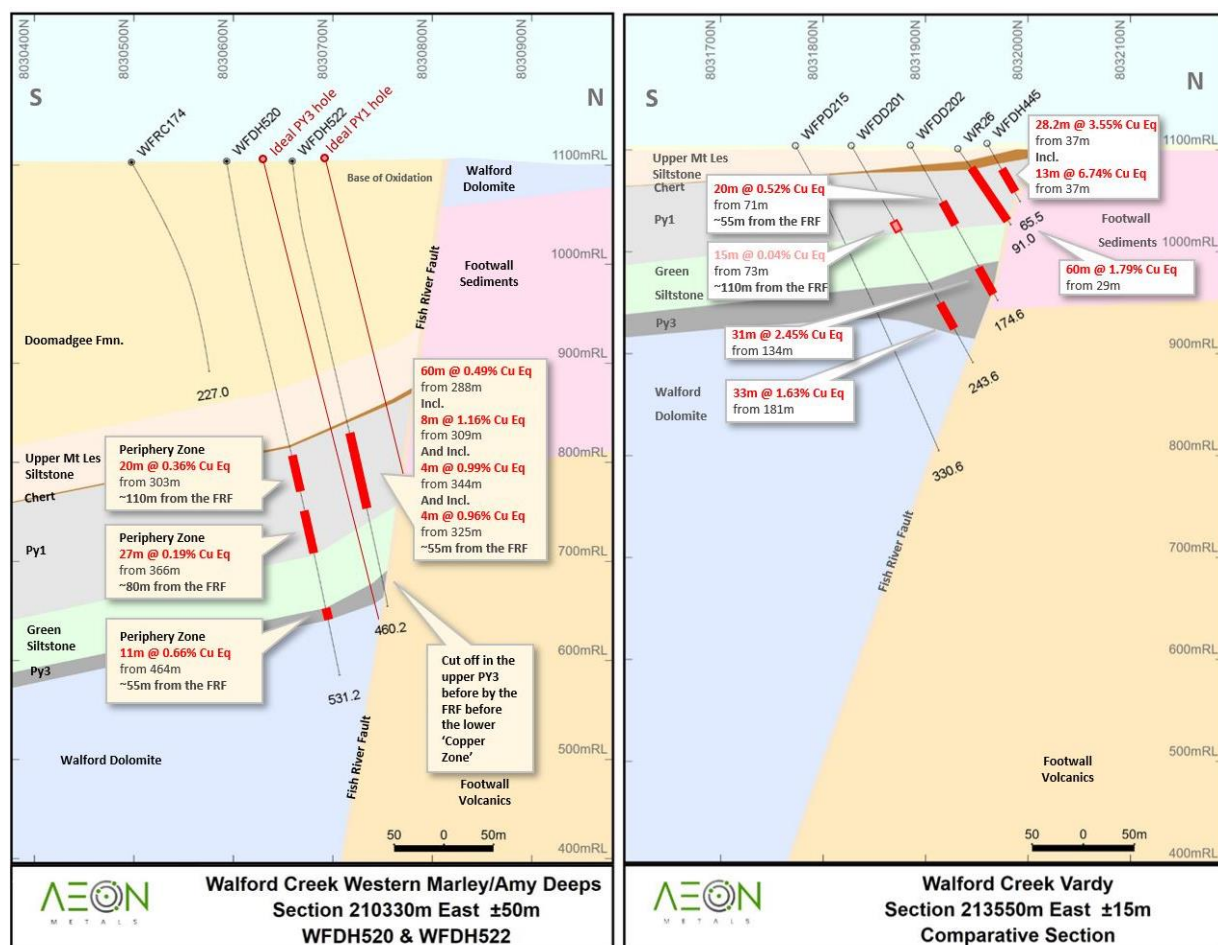 8030400N
8030500N
8030600N
8030700N
8030800N
8030900N
S
N
WFRC174
WFDH520
Ideal PY3 hole
WFDH522
Ideal PY1 hole
1100mRL
Base of Oxidation
Walford
Dolomite
1000mRL
Footwall
Sediments
Fish River Fault
Doomadgee Fmn.
900mRL
227.0
60m @ 0.49% Cu Eq
from 288m
Incl.
8m @ 1.16% Cu Eq
from 309m
And Incl.
4m @ 0.99% Cu Eq
from 344m
And Incl.
4m @ 0.96% Cu Eq
from 325m
~55m from the FRF
800mRL
Upper Mt Les
Siltstone
Chert
Periphery Zone
20m @ 0.36% Cu Eq
from 303m
~110m from the FRF
Py1
Periphery Zone
27m @ 0.19% Cu Eq
from 366m
~80m from the FRF
700mRL
Green
Siltstone
Py3
Periphery Zone
11m @ 0.66% Cu Eq
from 464m
~55m from the FRF
460.2
531.2
600mRL
Cut off in the
upper PY3
before by the
FRF before
the lower
‘Copper
Zone’
Walford Dolomite
Fish River Fault
500mRL
Footwall
Volcanics
50 0 50m
400mRL
AEON
METALS
Walford Creek Western Marley/Amy Deeps
Section 210330m East ±50m
WFDH520 & WFDH522
8031700N
8031800N
8031900N
8032000N
8032100N
S
N
WFPD215
WFDD201
WFDD202
WR26
WFDH445
28.2m @ 3.55% Cu Eq
from 37m
Incl.
13m @ 6.74% Cu Eq
from 37m
1100mRL
Upper Mt Les
Siltstone
Chert
20m @ 0.52% Cu Eq
from 71m
~55m from the FRF
Py1
65.5
91.0
Footwall
Sediments
1000mRL
15m @ 0.04% Cu Eq
from 73m
~110m from the FRF
60m @ 1.79% Cu Eq
from 29m
Green
Siltstone
Py3
174.6
31m @ 2.45% Cu Eq
from 134m
900mRL
243.6
33m @ 1.63% Cu Eq
from 181m
Walford
Dolomite
330.6
800mRL
700mRL
Fish River Fault
600mRL
500mRL
Footwall
Volcanics
50 0 50m
400mRL
AEON
METALS
Walford Creek Vardy
Section 213550m East ±15m
Comparative Section